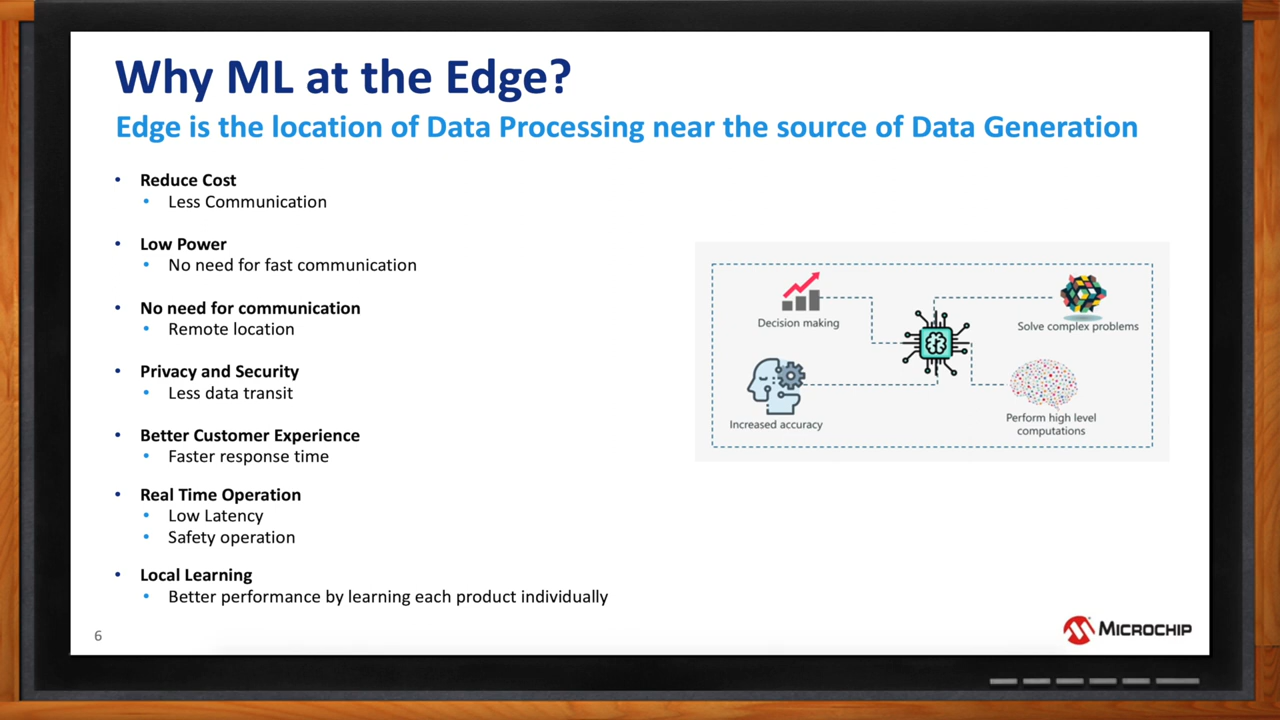 Why ML at the Edge?
Edge is the location of Data Processing near the source of Data Generation
• Reduce Cost
• Less Communication
• Low Power
• No need for fast communication
• No need for communication
• Remote location
• Privacy and Security
• Less data transit
• Better Customer Experience
• Faster response time
• Real Time Operation
• Low Latency
• Safety operation
• Local Learning
• Better performance by learning each product individually
Decision making
Solve complex problems
Increased accuracy
Perform high level
computations
6
MICROCHIP